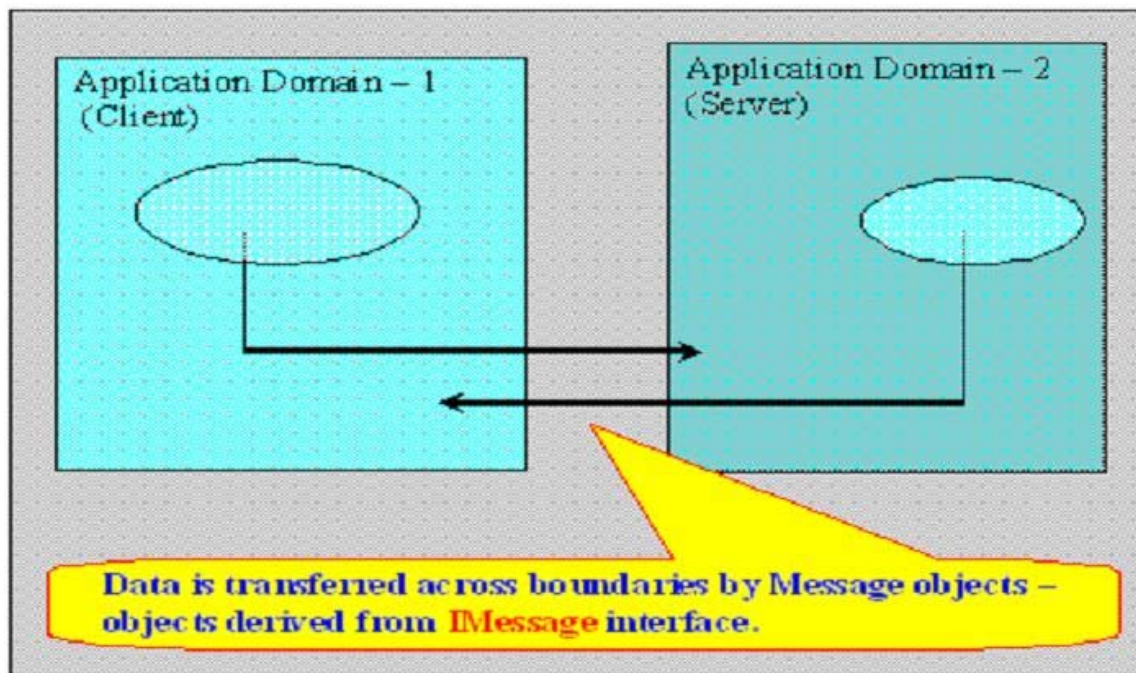 Application Domain – 1
(Client)
Application Domain – 2
(Server)
Data is transferred across boundaries by Message objects –
objects derived from IMessage interface.